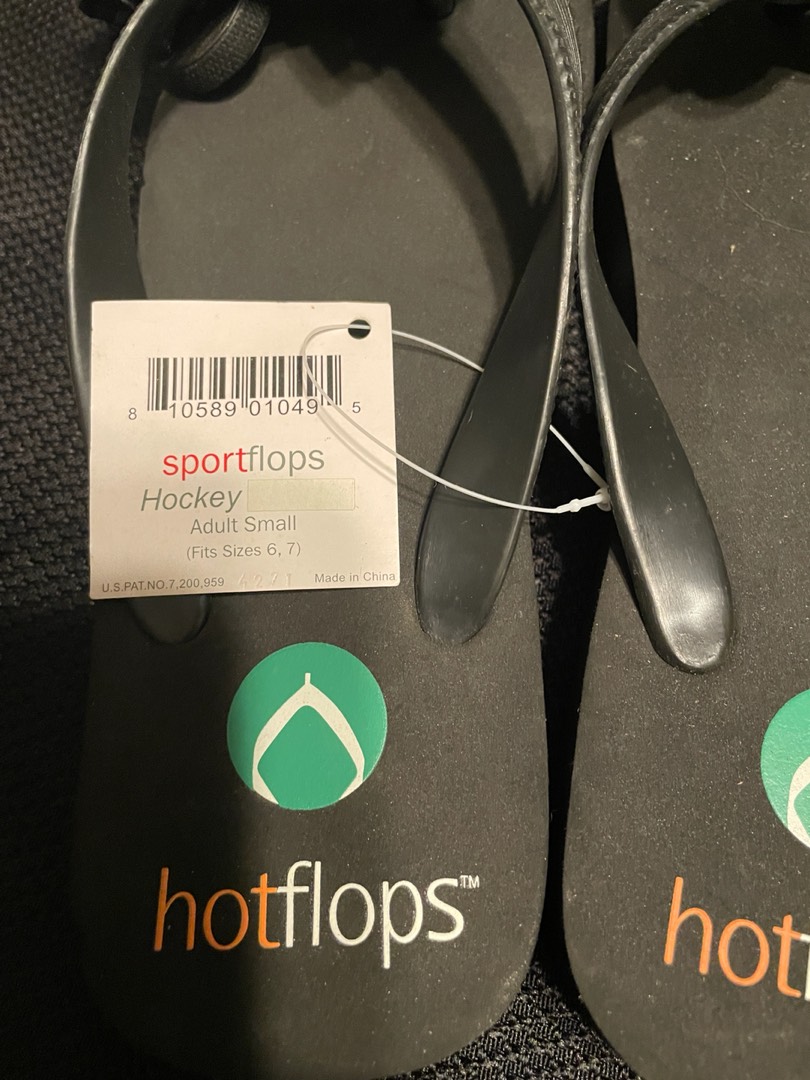 8 10589 01049 5
sportflops
Hockey
Adult Small
(Fits Sizes 6, 7)
U.S.PAT.NO.7,200,959 4271 Made in China
hotflops™
hot